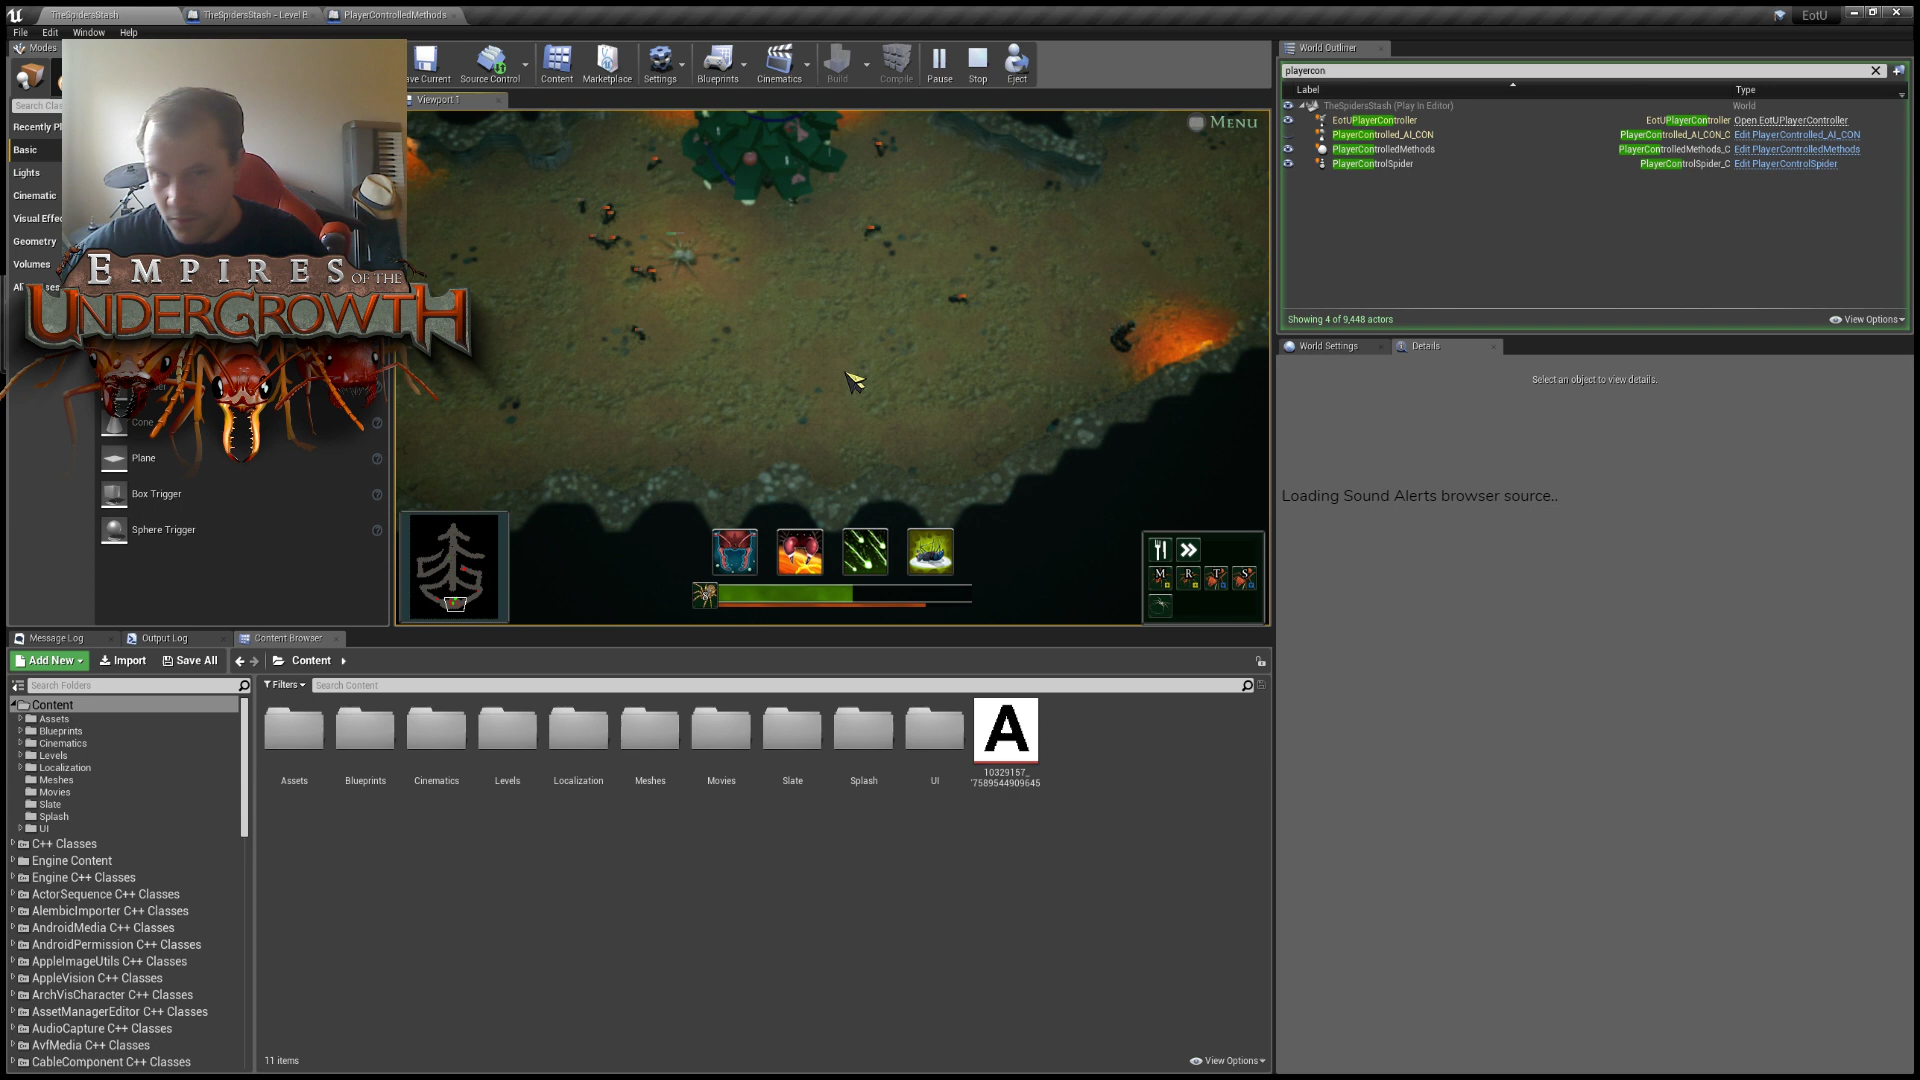 TheSpidersStash
TheSpidersStash - Level B
PlayerControlledMethods
EotU
File
Edit
Window
Help
Modes
ave Current
Source Control
Content
Marketplace
Settings
Blueprints
Cinematics
Build
Compile
Pause
Stop
Eject
Search Clas
Viewport 1
Recently Pl
Basic
Lights
Cinematic
Visual Effec
Geometry
Volumes
EMPIRES OF THE
UNDERGROWTH
Cone
Plane
Box Trigger
Sphere Trigger
MENU
M
R
T
S
S
World Outliner
playercon
Label
Type
TheSpidersStash (Play In Editor)
World
EotUPlayerController
EotUPlayerController Open EotUPlayerController
PlayerControlled_AI_CON
PlayerControlled_AI_CON_C Edit PlayerControlled_AI_CON
PlayerControlledMethods
PlayerControlledMethods_C Edit PlayerControlledMethods
PlayerControlSpider
PlayerControlSpider_C Edit PlayerControlSpider
Showing 4 of 9,448 actors
View Options
World Settings
Details
Select an object to view details.
Loading Sound Alerts browser source..
Message Log
Output Log
Content Browser
Add New
Import
Save All
Content
Search Folders
Filters
Search Content
Content
Assets
Blueprints
Cinematics
Levels
Localization
Meshes
Movies
Slate
Splash
UI
C++ Classes
Engine Content
Engine C++ Classes
ActorSequence C++ Classes
AlembicImporter C++ Classes
AndroidMedia C++ Classes
AndroidPermission C++ Classes
AppleImageUtils C++ Classes
AppleVision C++ Classes
ArchVisCharacter C++ Classes
AssetManagerEditor C++ Classes
AudioCapture C++ Classes
AvfMedia C++ Classes
CableComponent C++ Classes
A
Assets
Blueprints
Cinematics
Levels
Localization
Meshes
Movies
Slate
Splash
UI
10329157_
7589544909645
11 items
View Options